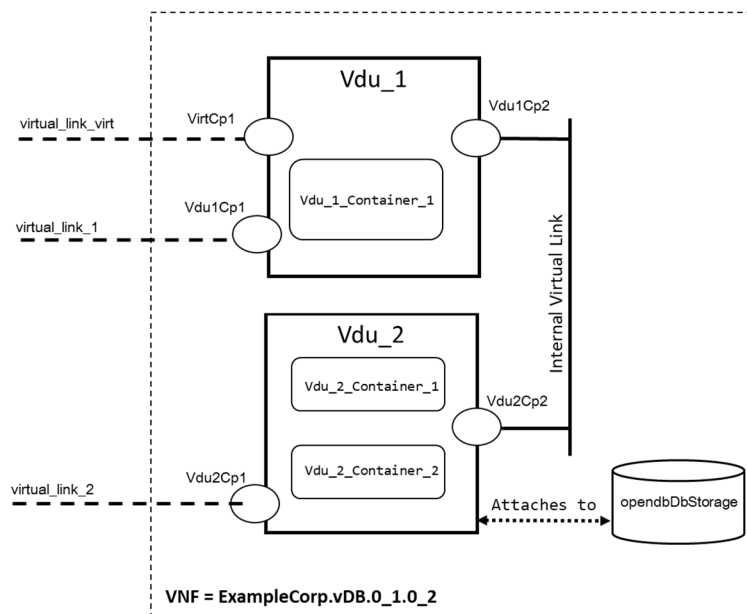 Vdu_1
virtual_link_virt
VirtCp1
Vdu1Cp2
Vdu_1_Container_1
Vdu1Cp1
virtual_link_1
Internal Virtual Link
Vdu_2
Vdu_2_Container_1
Vdu2Cp2
Vdu_2_Container_2
Vdu2Cp1
virtual_link_2
Attaches to
opendbDbStorage
VNF = ExampleCorp.vDB.0_1.0_2